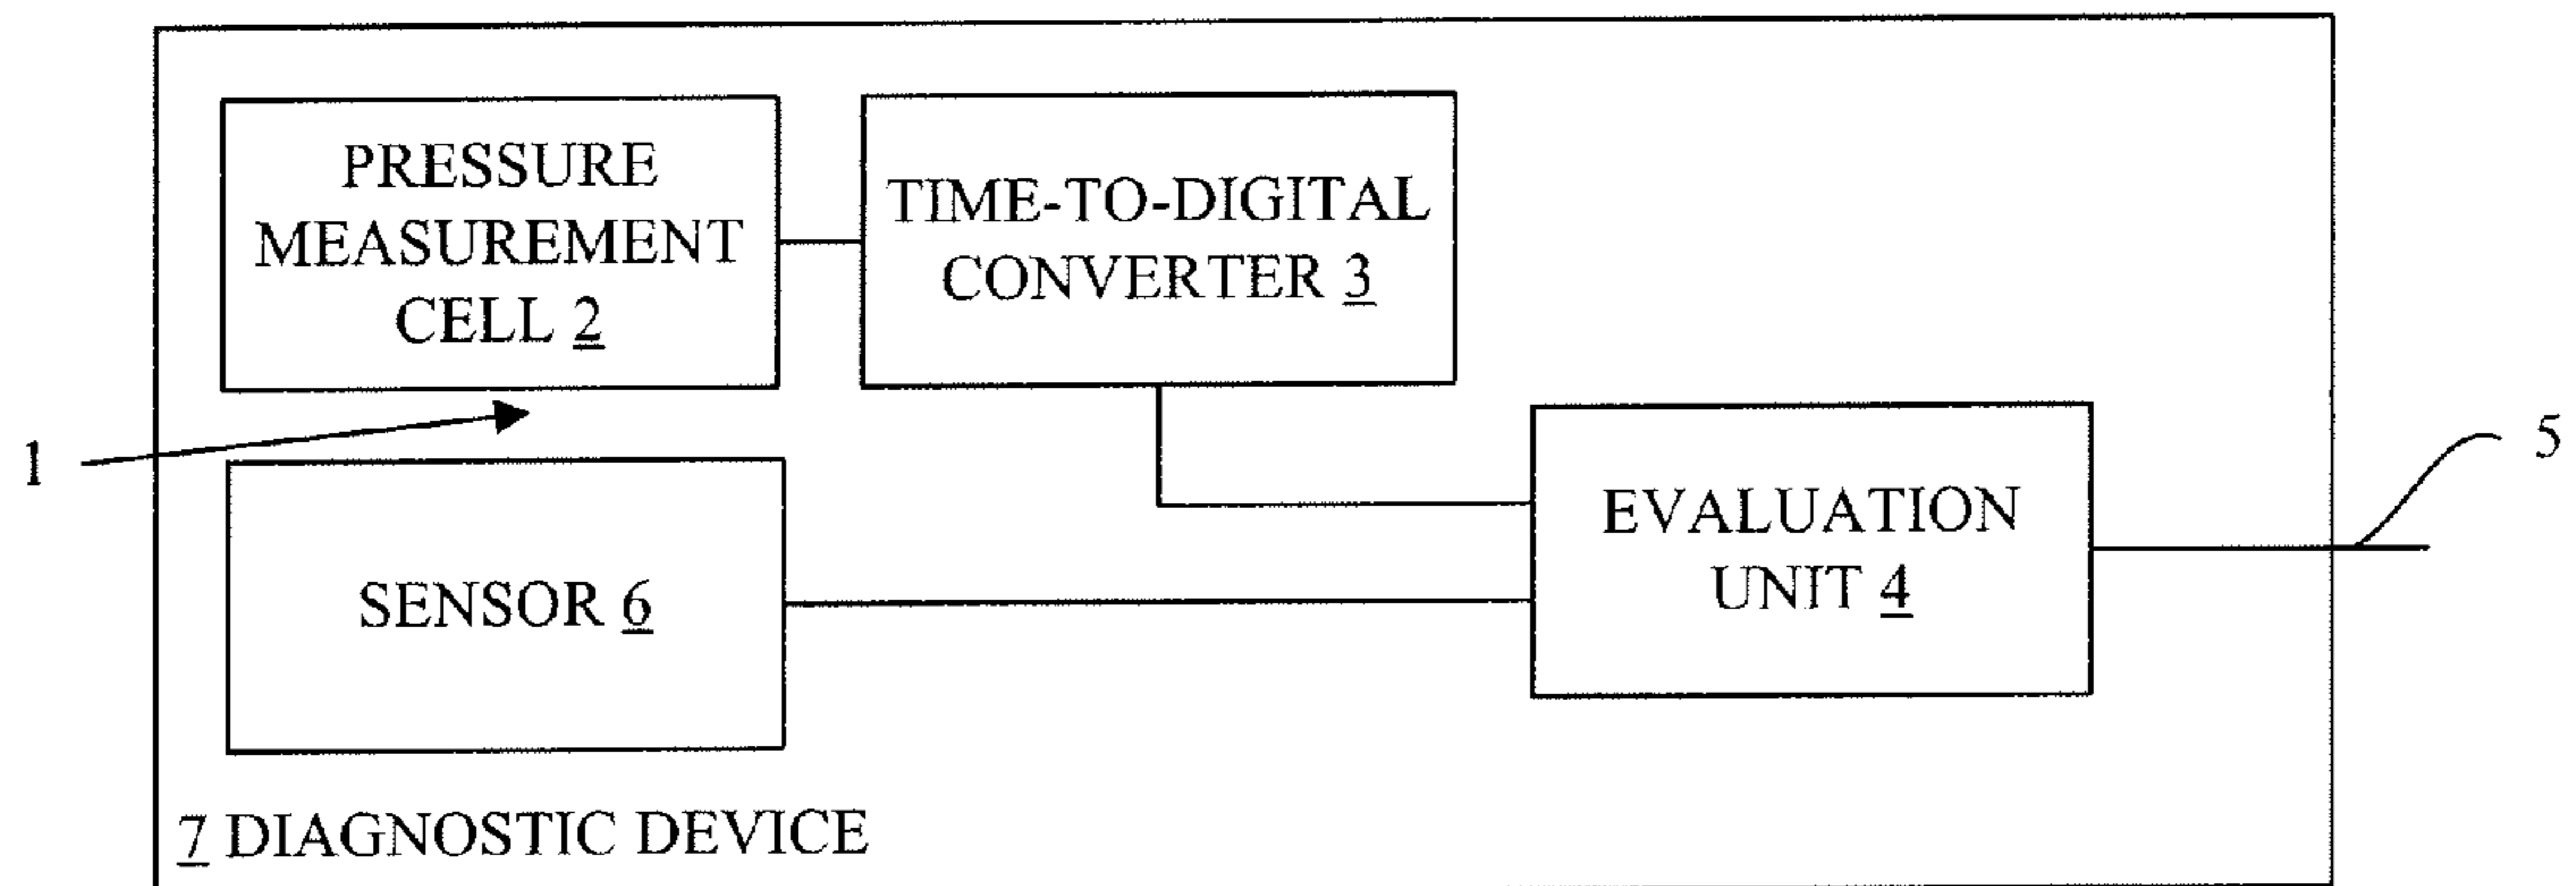 PRESSURE
MEASUREMENT
CELL 2
TIME-TO-DIGITAL
CONVERTER 3
1
5
EVALUATION
UNIT 4
SENSOR 6
7 DIAGNOSTIC DEVICE